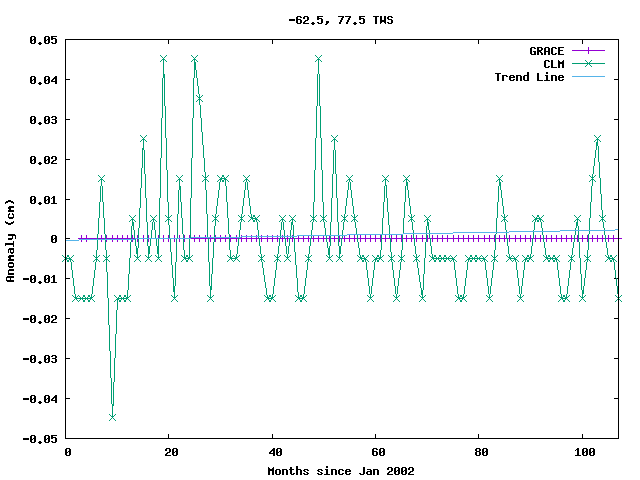 -62.5, 77.5 TWS
GRACE
CLM
Trend Line
0.05
0.04
0.03
0.02
0.01
0
-0.01
-0.02
-0.03
-0.04
-0.05
Anomaly (cm)
0 20 40 60 80 100
Months since Jan 2002